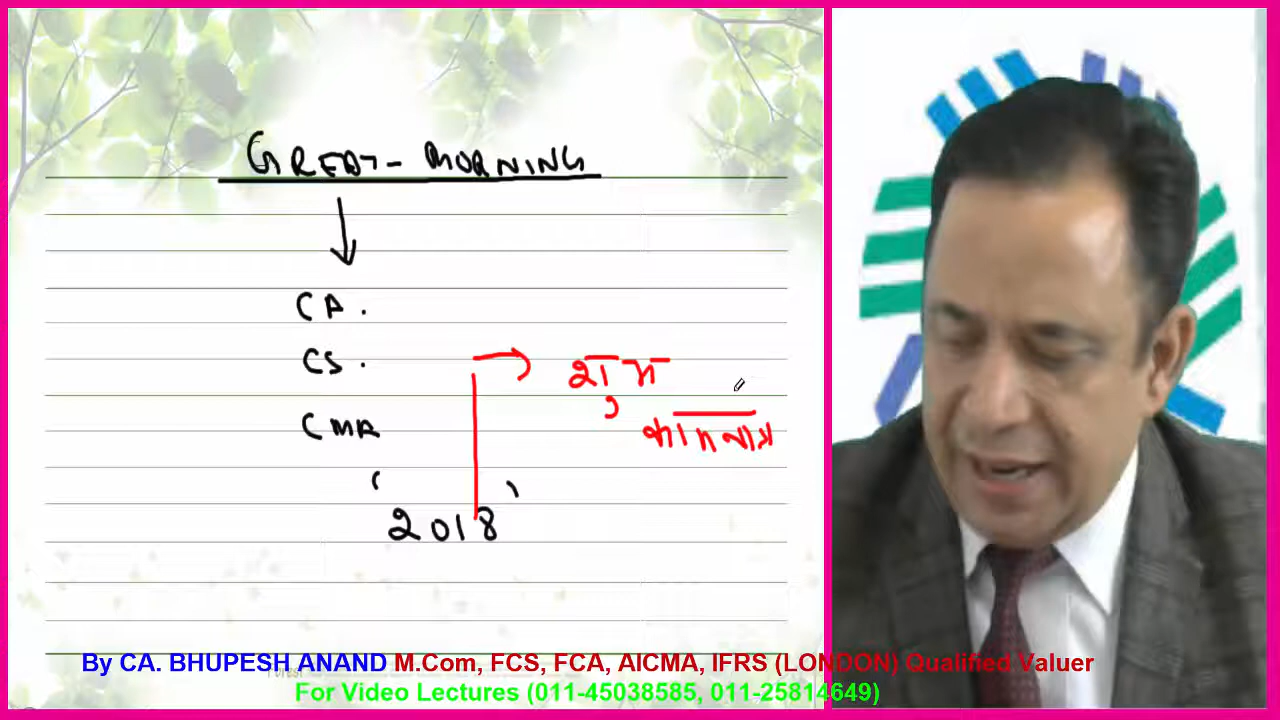 GREAT- MORNING
CA.
CS.
CMA
2018
By CA. BHUPESH ANAND M.Com, FCS, FCA, AICMA, IFRS (LONDON) Qualified Valuer
For Video Lectures (011-45038585, 011-25814649)